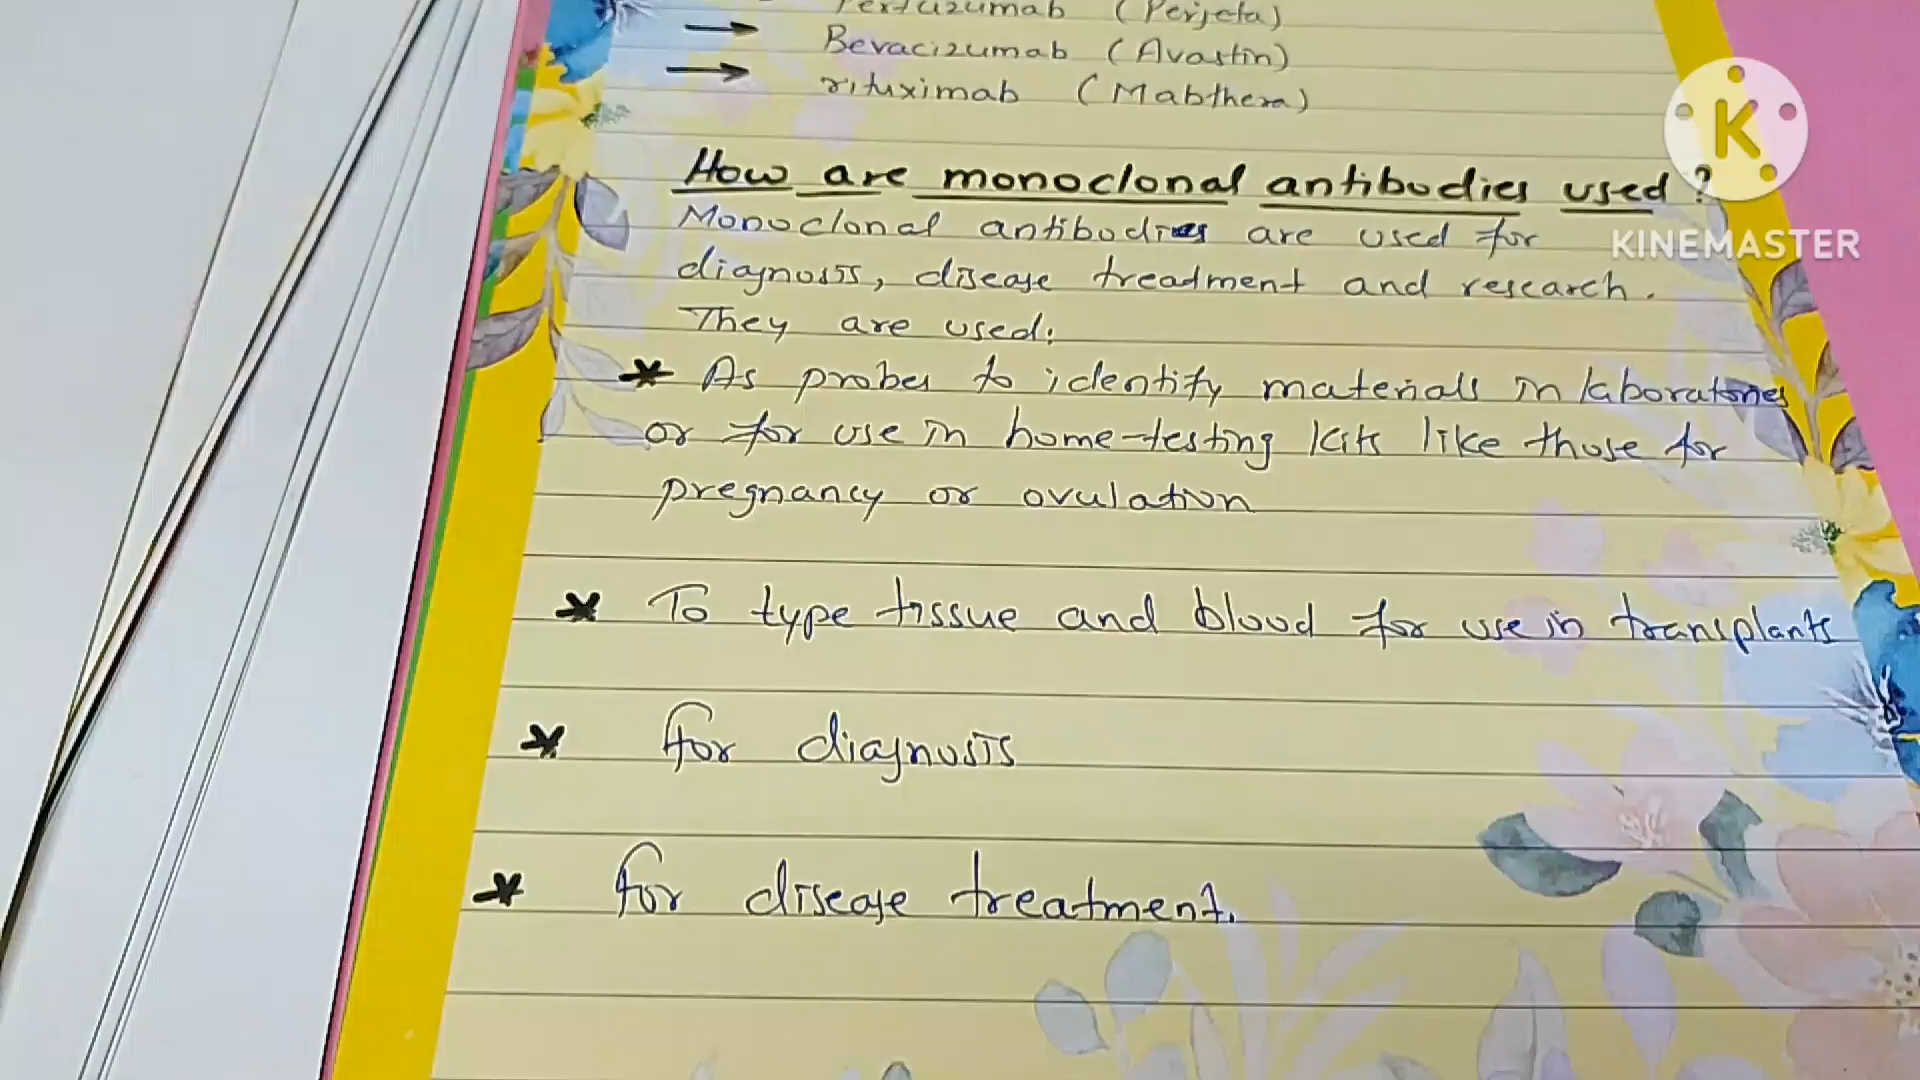 Pertuzumab (Perjeta)
Bevacizumab (Avastin)
rituximab (Mabthera)
How are monoclonal antibodies used?
Monoclonal antibodies are used for
diagnosis, disease treatment and research.
They are used:
* As probes to identify materials in laboratories
or for use in home-testing kits like those for
pregnancy or ovulation
* To type tissue and blood for use in transplants
* for diagnosis
* for disease treatment.
K
KINEMASTER